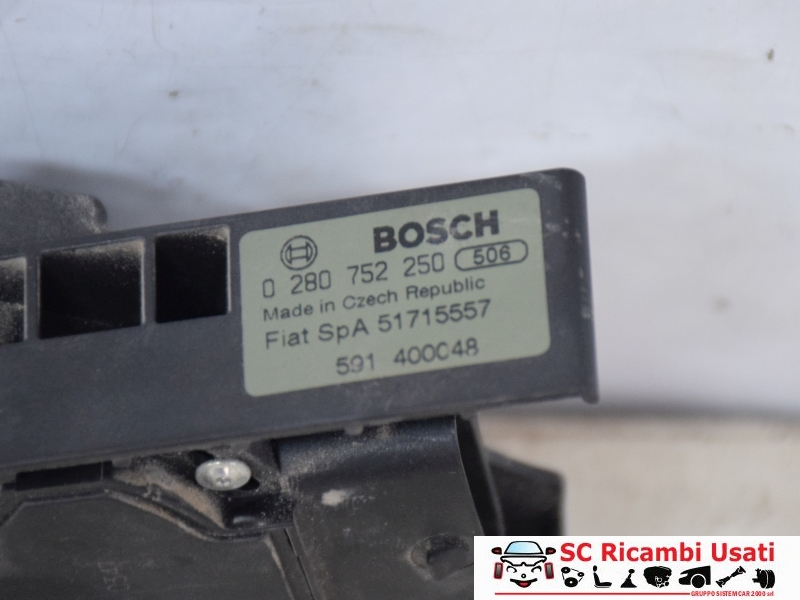 BOSCH
0 280 752 250 506
Made in Czech Republic
Fiat SpA 51715557
591 400048
SC Ricambi Usati
GRUPPO SISTEMCAR 2000 srl